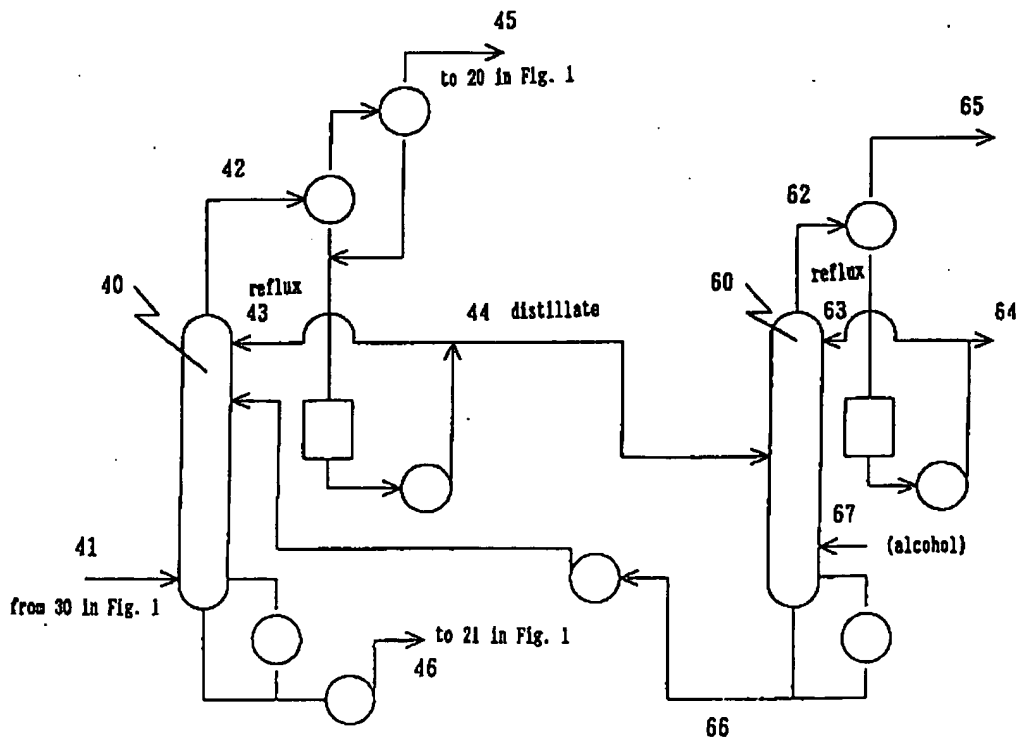 45
to 20 in Fig. 1
65
42
62
40
reflux
43
44 distillate
60
reflux
63
64
67
(alcohol)
41
from 30 in Fig. 1
to 21 in Fig. 1
46
66